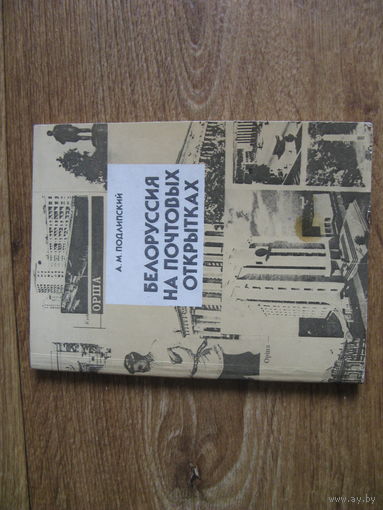 А. М. ПОДЛИПСКИЙ
БЕЛОРУССИЯ
НА ПОЧТОВЫХ
ОТКРЫТКАХ
ОРША
Орша —
www.ay.by